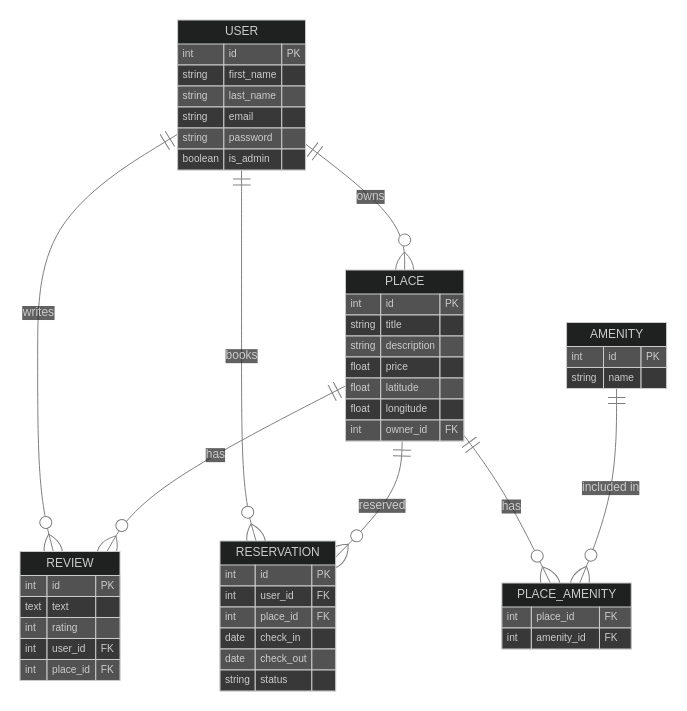 USER
int id PK
string first_name
string last_name
string email
string password
boolean is_admin
owns
PLACE
int id PK
string title
string description
float price
float latitude
float longitude
int owner_id FK
writes
AMENITY
int id PK
string name
books
has
reserved
has
included in
REVIEW
int id PK
text text
int rating
int user_id FK
int place_id FK
RESERVATION
int id PK
int user_id FK
int place_id FK
date check_in
date check_out
string status
PLACE_AMENITY
int place_id FK
int amenity_id FK